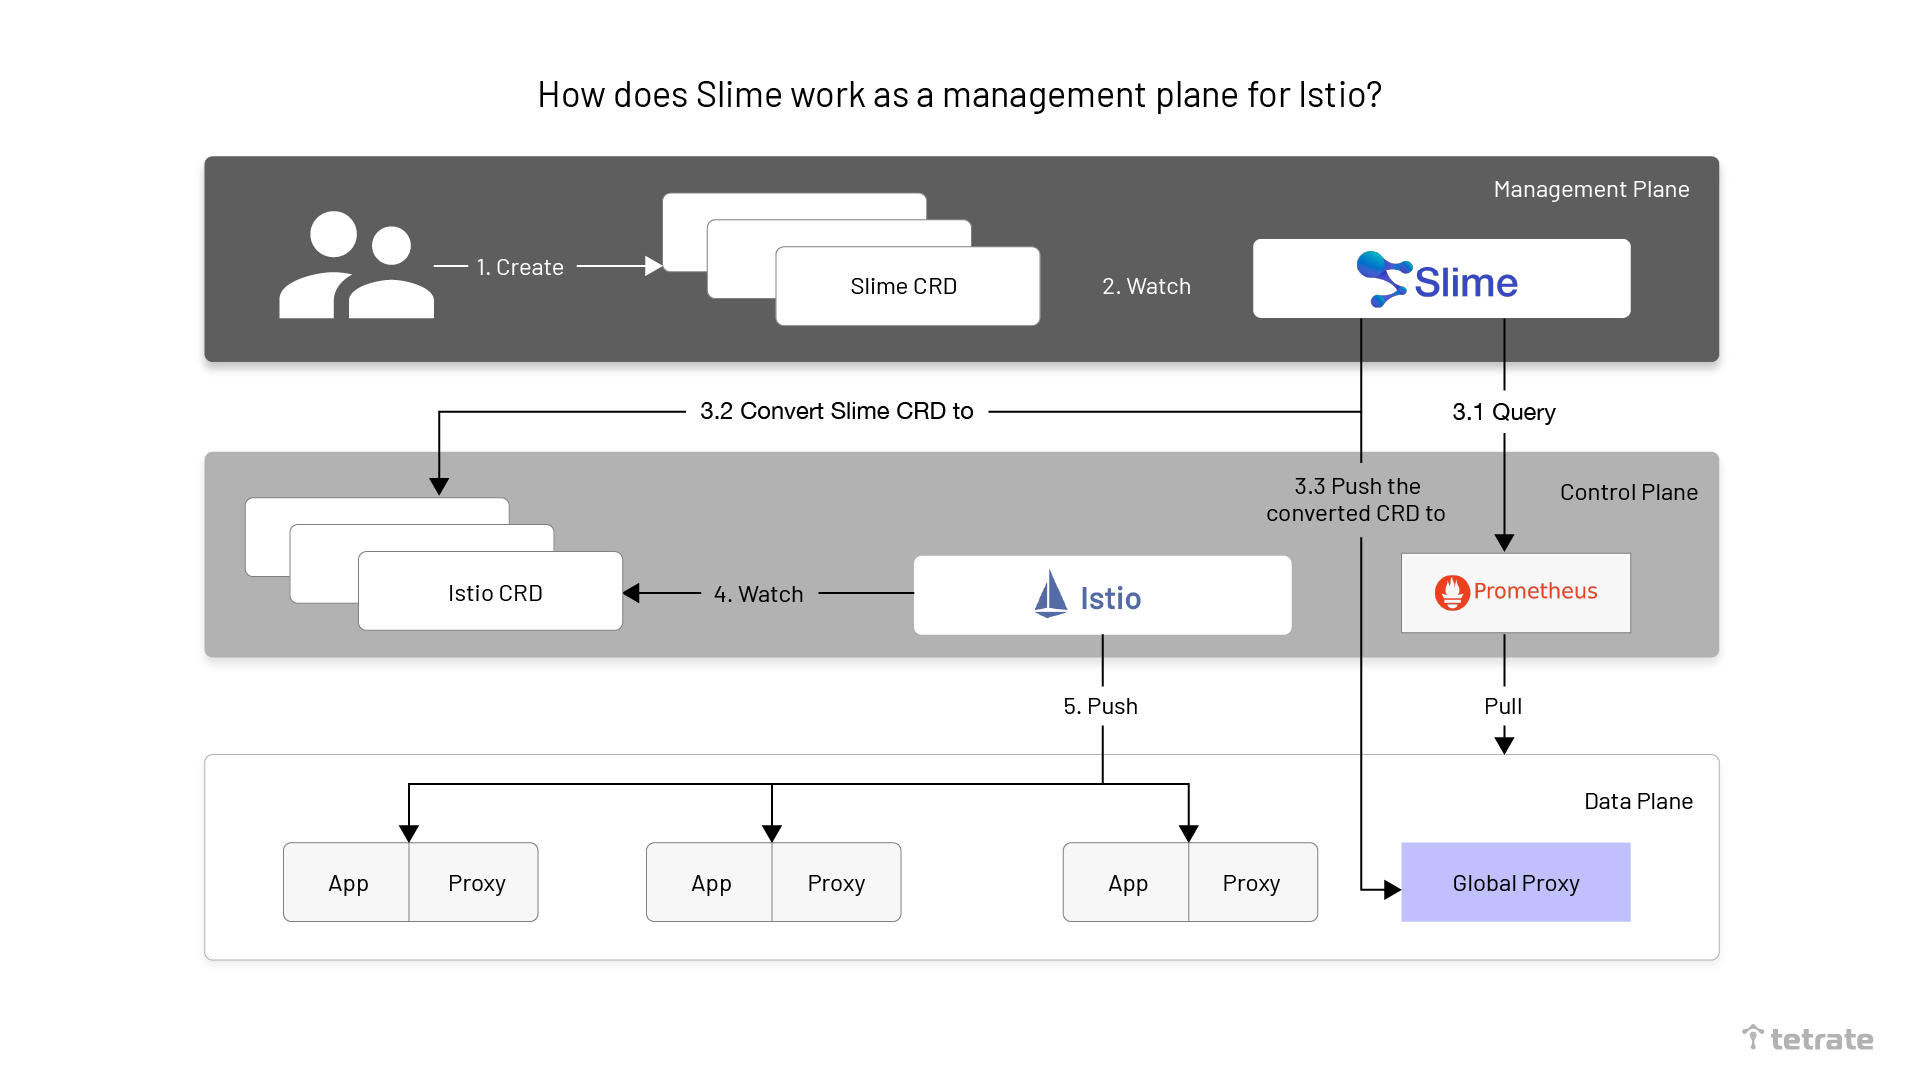 How does Slime work as a management plane for Istio?
Management Plane
1. Create
Slime CRD
2. Watch
Slime
3.2 Convert Slime CRD to
3.1 Query
3.3 Push the
converted CRD to
Control Plane
Istio CRD
4. Watch
Istio
Prometheus
5. Push
Pull
Data Plane
App
Proxy
App
Proxy
App
Proxy
Global Proxy
tetrate